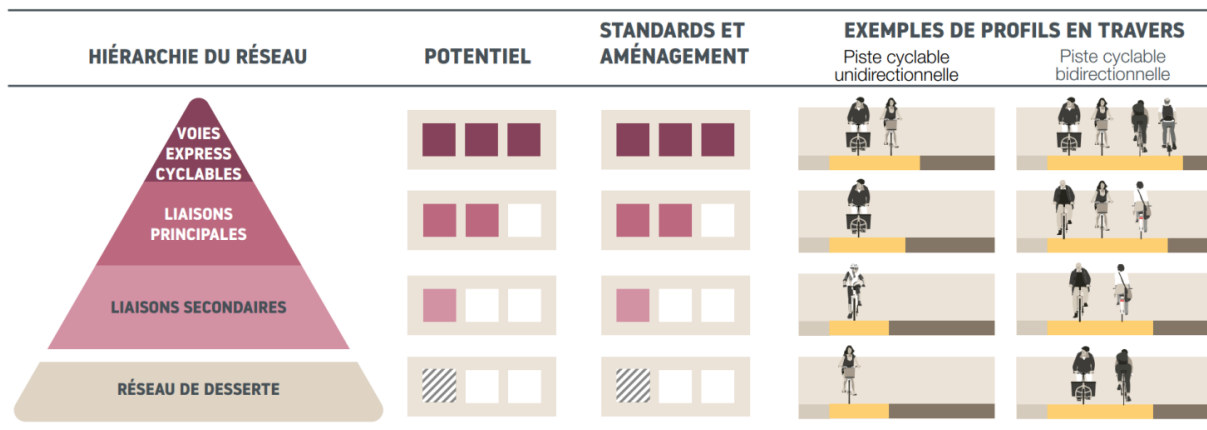 HIÉRARCHIE DU RÉSEAU
POTENTIEL
STANDARDS ET
AMÉNAGEMENT
EXEMPLES DE PROFILS EN TRAVERS
Piste cyclable
unidirectionnelle
Piste cyclable
bidirectionnelle
VOIES
EXPRESS
CYCLABLES
LIAISONS
PRINCIPALES
LIAISONS SECONDAIRES
RÉSEAU DE DESSERTE